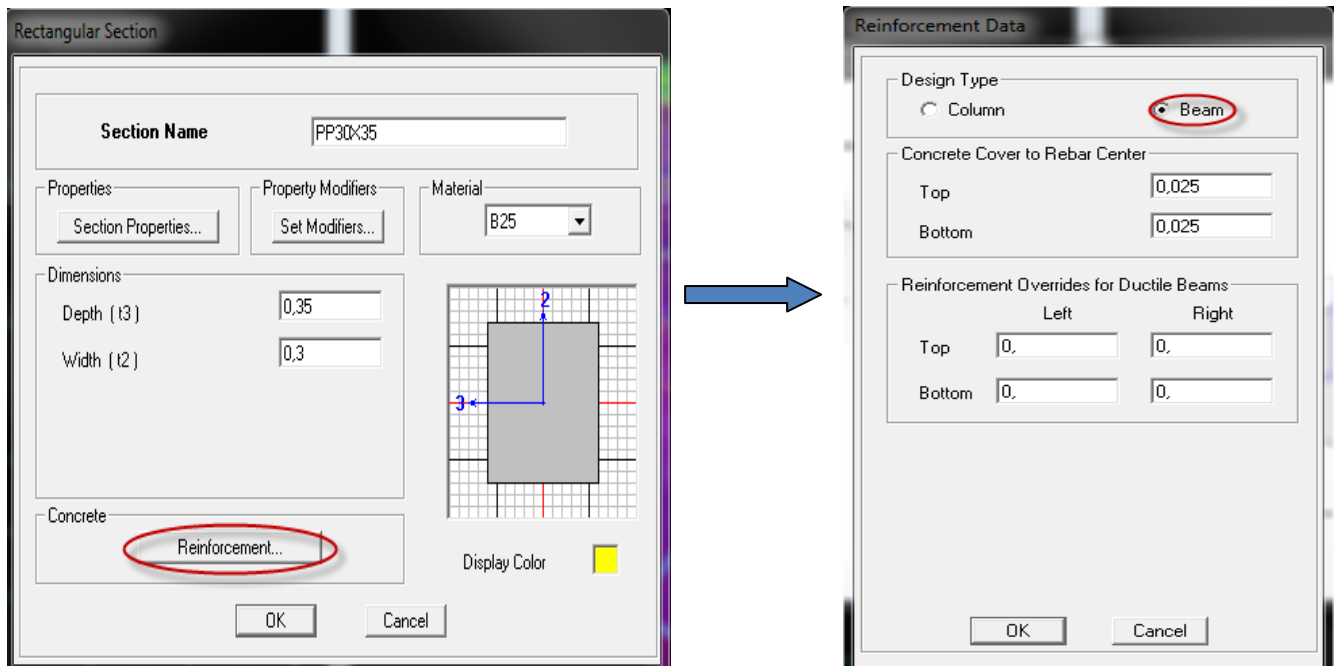 Rectangular Section
Section Name PP30X35
Properties Property Modifiers Material
Section Properties... Set Modifiers... B25
Dimensions
Depth ( t3 ) 0,35
Width ( t2 ) 0,3
2
3
Concrete
Reinforcement...
Display Color
OK Cancel
Reinforcement Data
Design Type
Column Beam
Concrete Cover to Rebar Center
Top 0,025
Bottom 0,025
Reinforcement Overrides for Ductile Beams
Left Right
Top 0, 0,
Bottom 0, 0,
OK Cancel